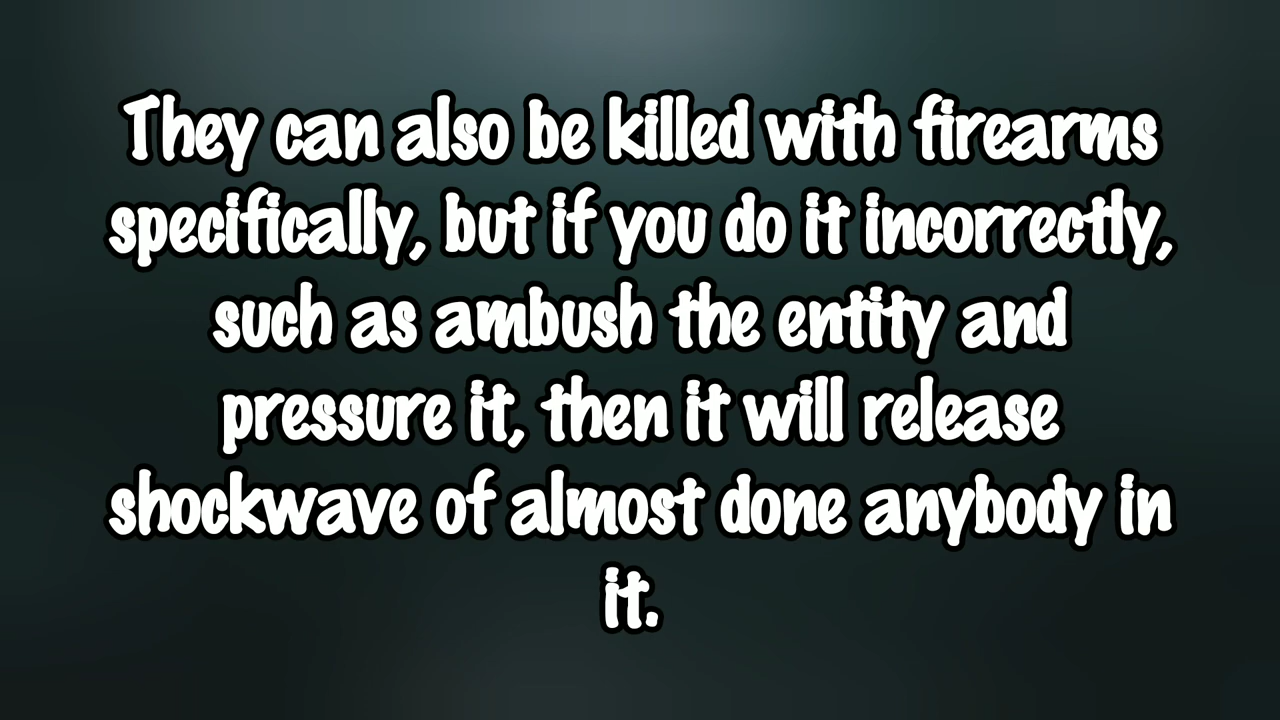 They can also be killed with firearms
specifically, but if you do it incorrectly,
such as ambush the entity and
pressure it, then it will release
shockwave of almost done anybody in
it.